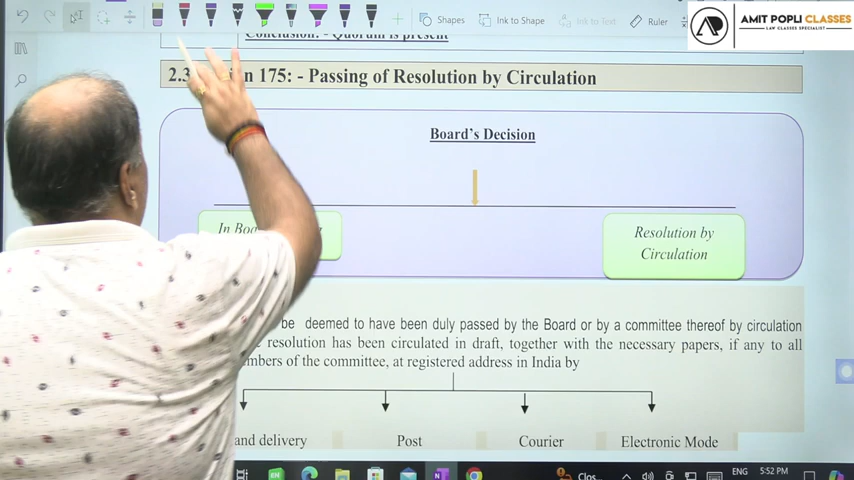 Shapes
Ink to Shape
Ink to Text
Ruler
AMIT POPLI CLASSES
LAW CLASSES SPECIALIST
Conclusion: - Quorum is present
2.3 175: - Passing of Resolution by Circulation
Board's Decision
In
Resolution by
Circulation
be deemed to have been duly passed by the Board or by a committee thereof by circulation
resolution has been circulated in draft, together with the necessary papers, if any to all
of the committee, at registered address in India by
delivery
Post
Courier
Electronic Mode
Clos...
ENG
5:52 PM